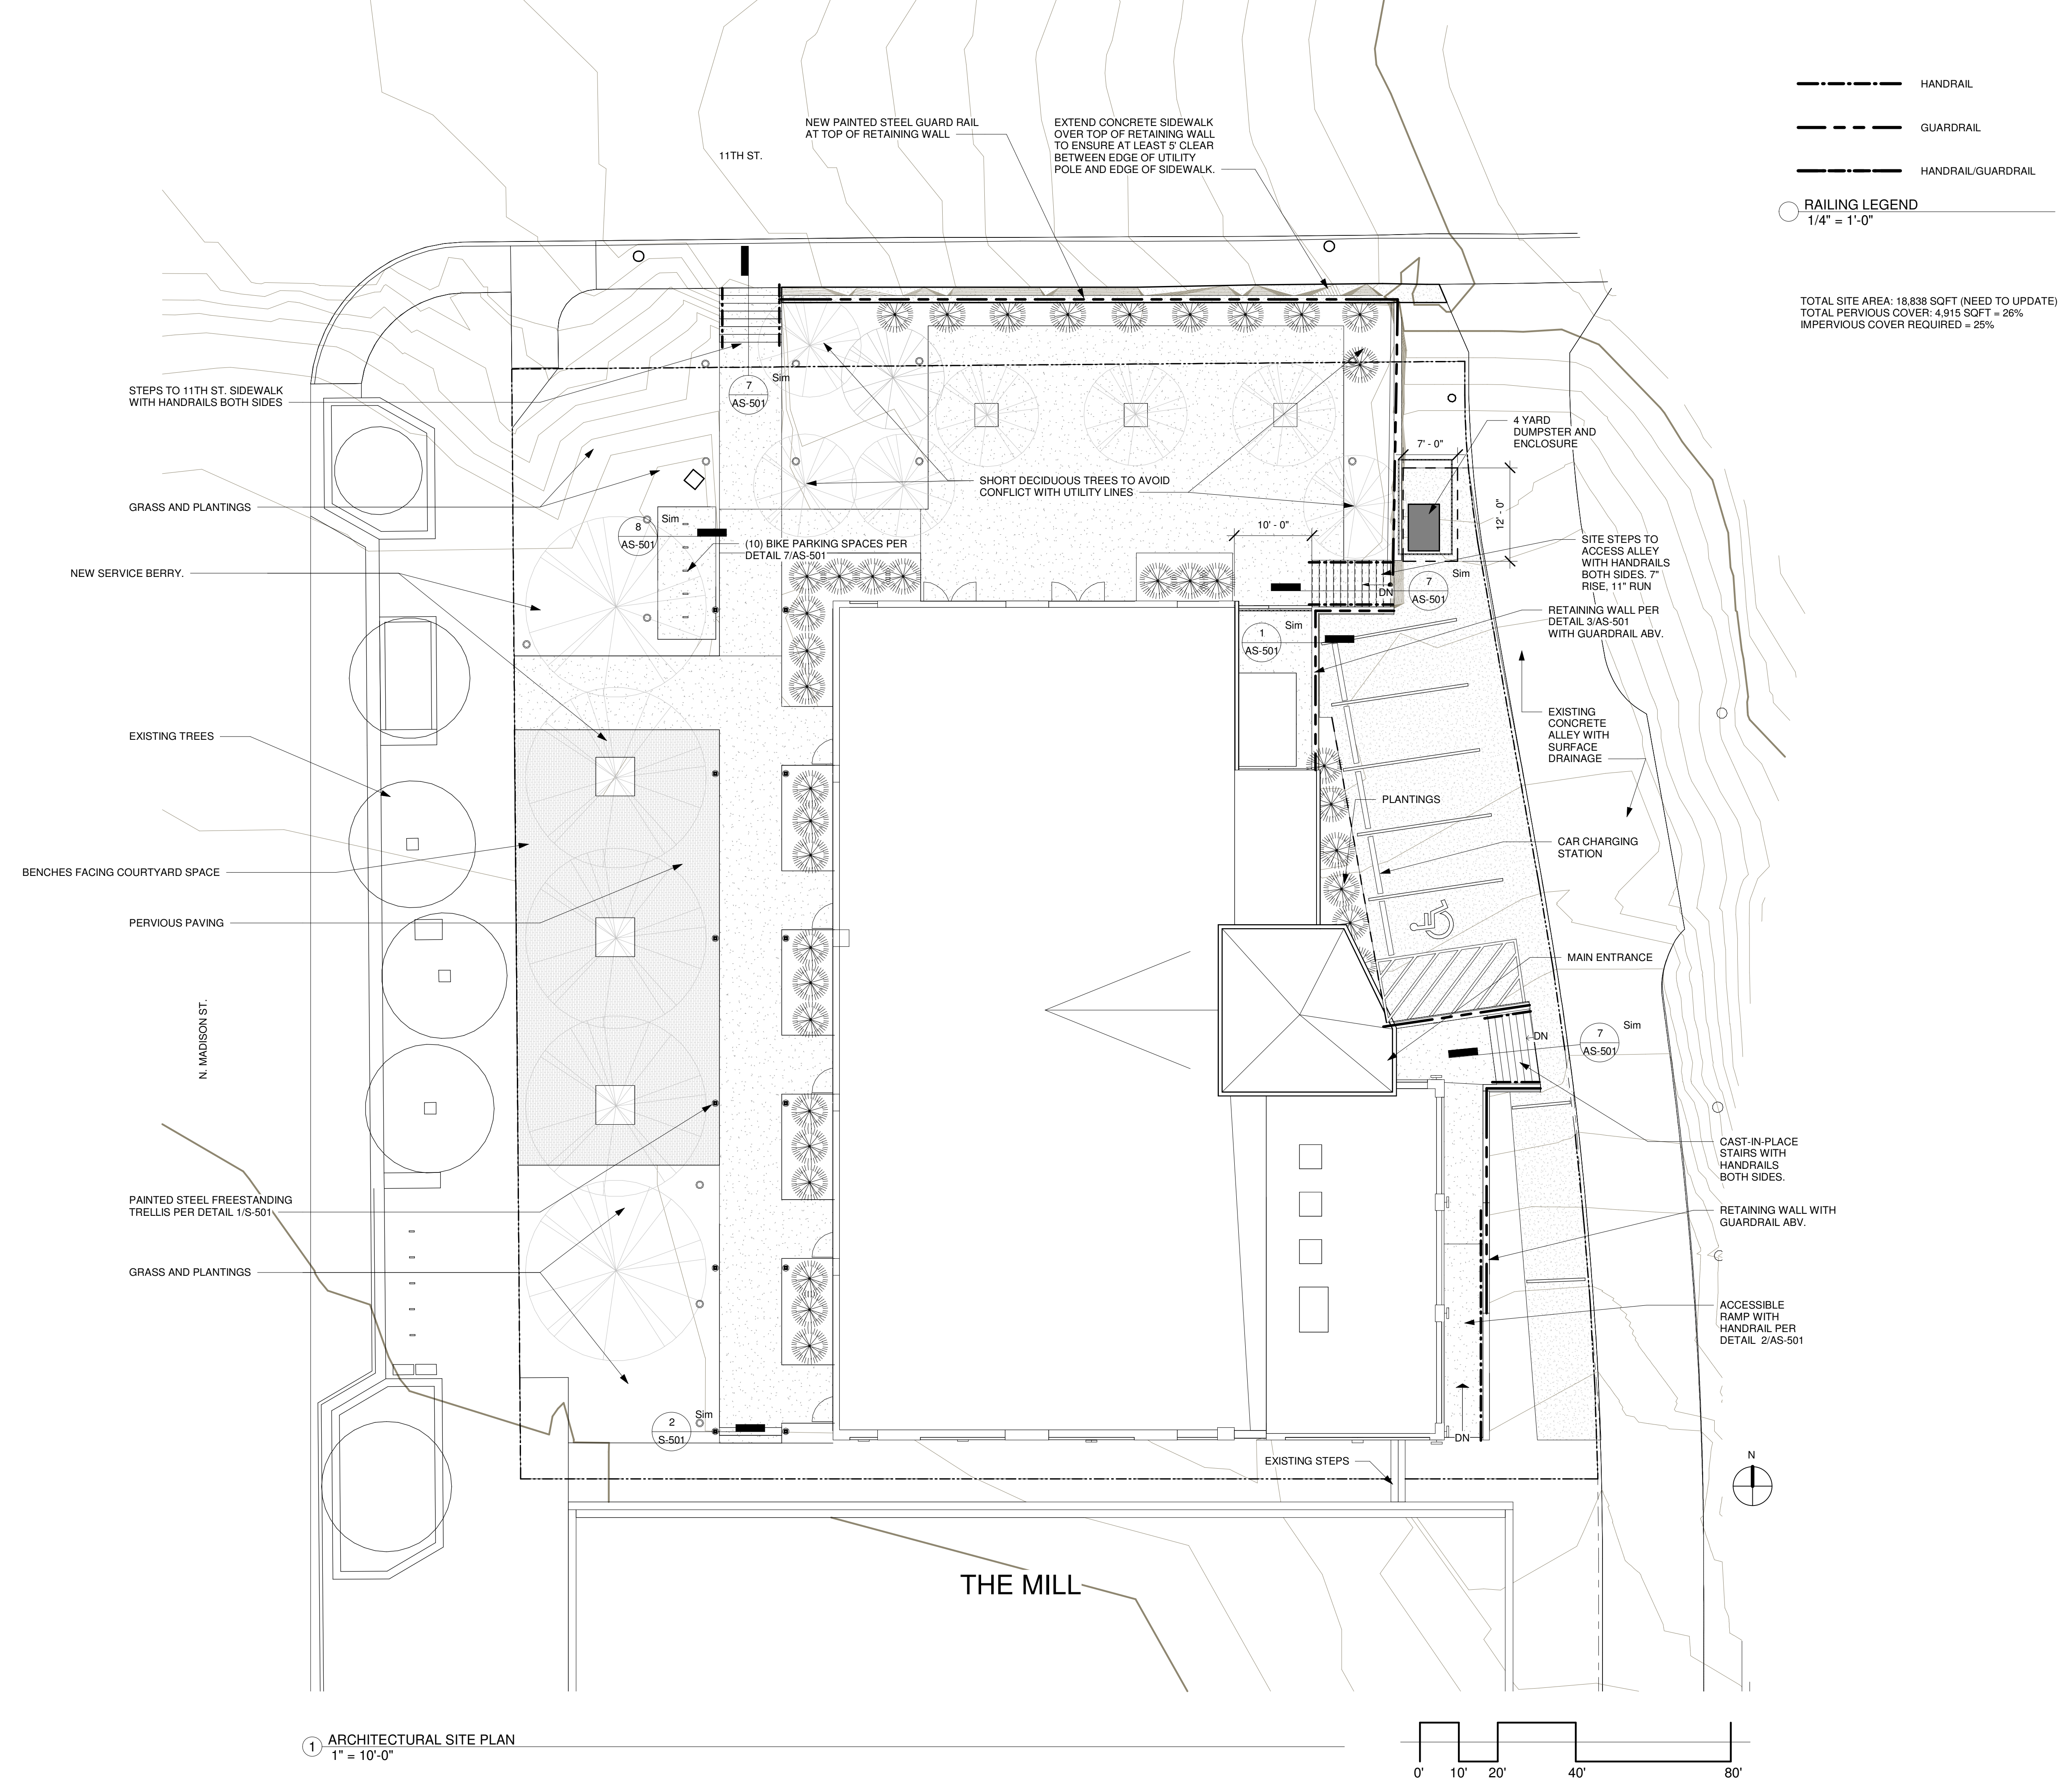 HANDRAIL
GUARDRAIL
HANDRAIL/GUARDRAIL
RAILING LEGEND
1/4" = 1'-0"
NEW PAINTED STEEL GUARD RAIL
AT TOP OF RETAINING WALL
EXTEND CONCRETE SIDEWALK
OVER TOP OF RETAINING WALL
TO ENSURE AT LEAST 5' CLEAR
BETWEEN EDGE OF UTILITY
POLE AND EDGE OF SIDEWALK.
11TH ST.
TOTAL SITE AREA: 18,838 SQFT (NEED TO UPDATE)
TOTAL PERVIOUS COVER: 4,915 SQFT = 26%
IMPERVIOUS COVER REQUIRED = 25%
STEPS TO 11TH ST. SIDEWALK
WITH HANDRAILS BOTH SIDES
7
AS-501
Sim
4 YARD
DUMPSTER AND
ENCLOSURE
7' - 0"
12' - 0"
SHORT DECIDUOUS TREES TO AVOID
CONFLICT WITH UTILITY LINES
GRASS AND PLANTINGS
8
AS-501
Sim
(10) BIKE PARKING SPACES PER
DETAIL 7/AS-501
10' - 0"
SITE STEPS TO
ACCESS ALLEY
WITH HANDRAILS
BOTH SIDES. 7"
RISE, 11" RUN
NEW SERVICE BERRY.
DN
7
AS-501
Sim
RETAINING WALL PER
DETAIL 3/AS-501
WITH GUARDRAIL ABV.
1
AS-501
Sim
EXISTING TREES
EXISTING
CONCRETE
ALLEY WITH
SURFACE
DRAINAGE
PLANTINGS
CAR CHARGING
STATION
BENCHES FACING COURTYARD SPACE
PERVIOUS PAVING
MAIN ENTRANCE
N. MADISON ST.
DN
7
AS-501
Sim
CAST-IN-PLACE
STAIRS WITH
HANDRAILS
BOTH SIDES.
PAINTED STEEL FREESTANDING
TRELLIS PER DETAIL 1/S-501
RETAINING WALL WITH
GUARDRAIL ABV.
GRASS AND PLANTINGS
ACCESSIBLE
RAMP WITH
HANDRAIL PER
DETAIL 2/AS-501
2
S-501
Sim
DN
EXISTING STEPS
N
THE MILL
1
ARCHITECTURAL SITE PLAN
1" = 10'-0"
0' 10' 20' 40' 80'